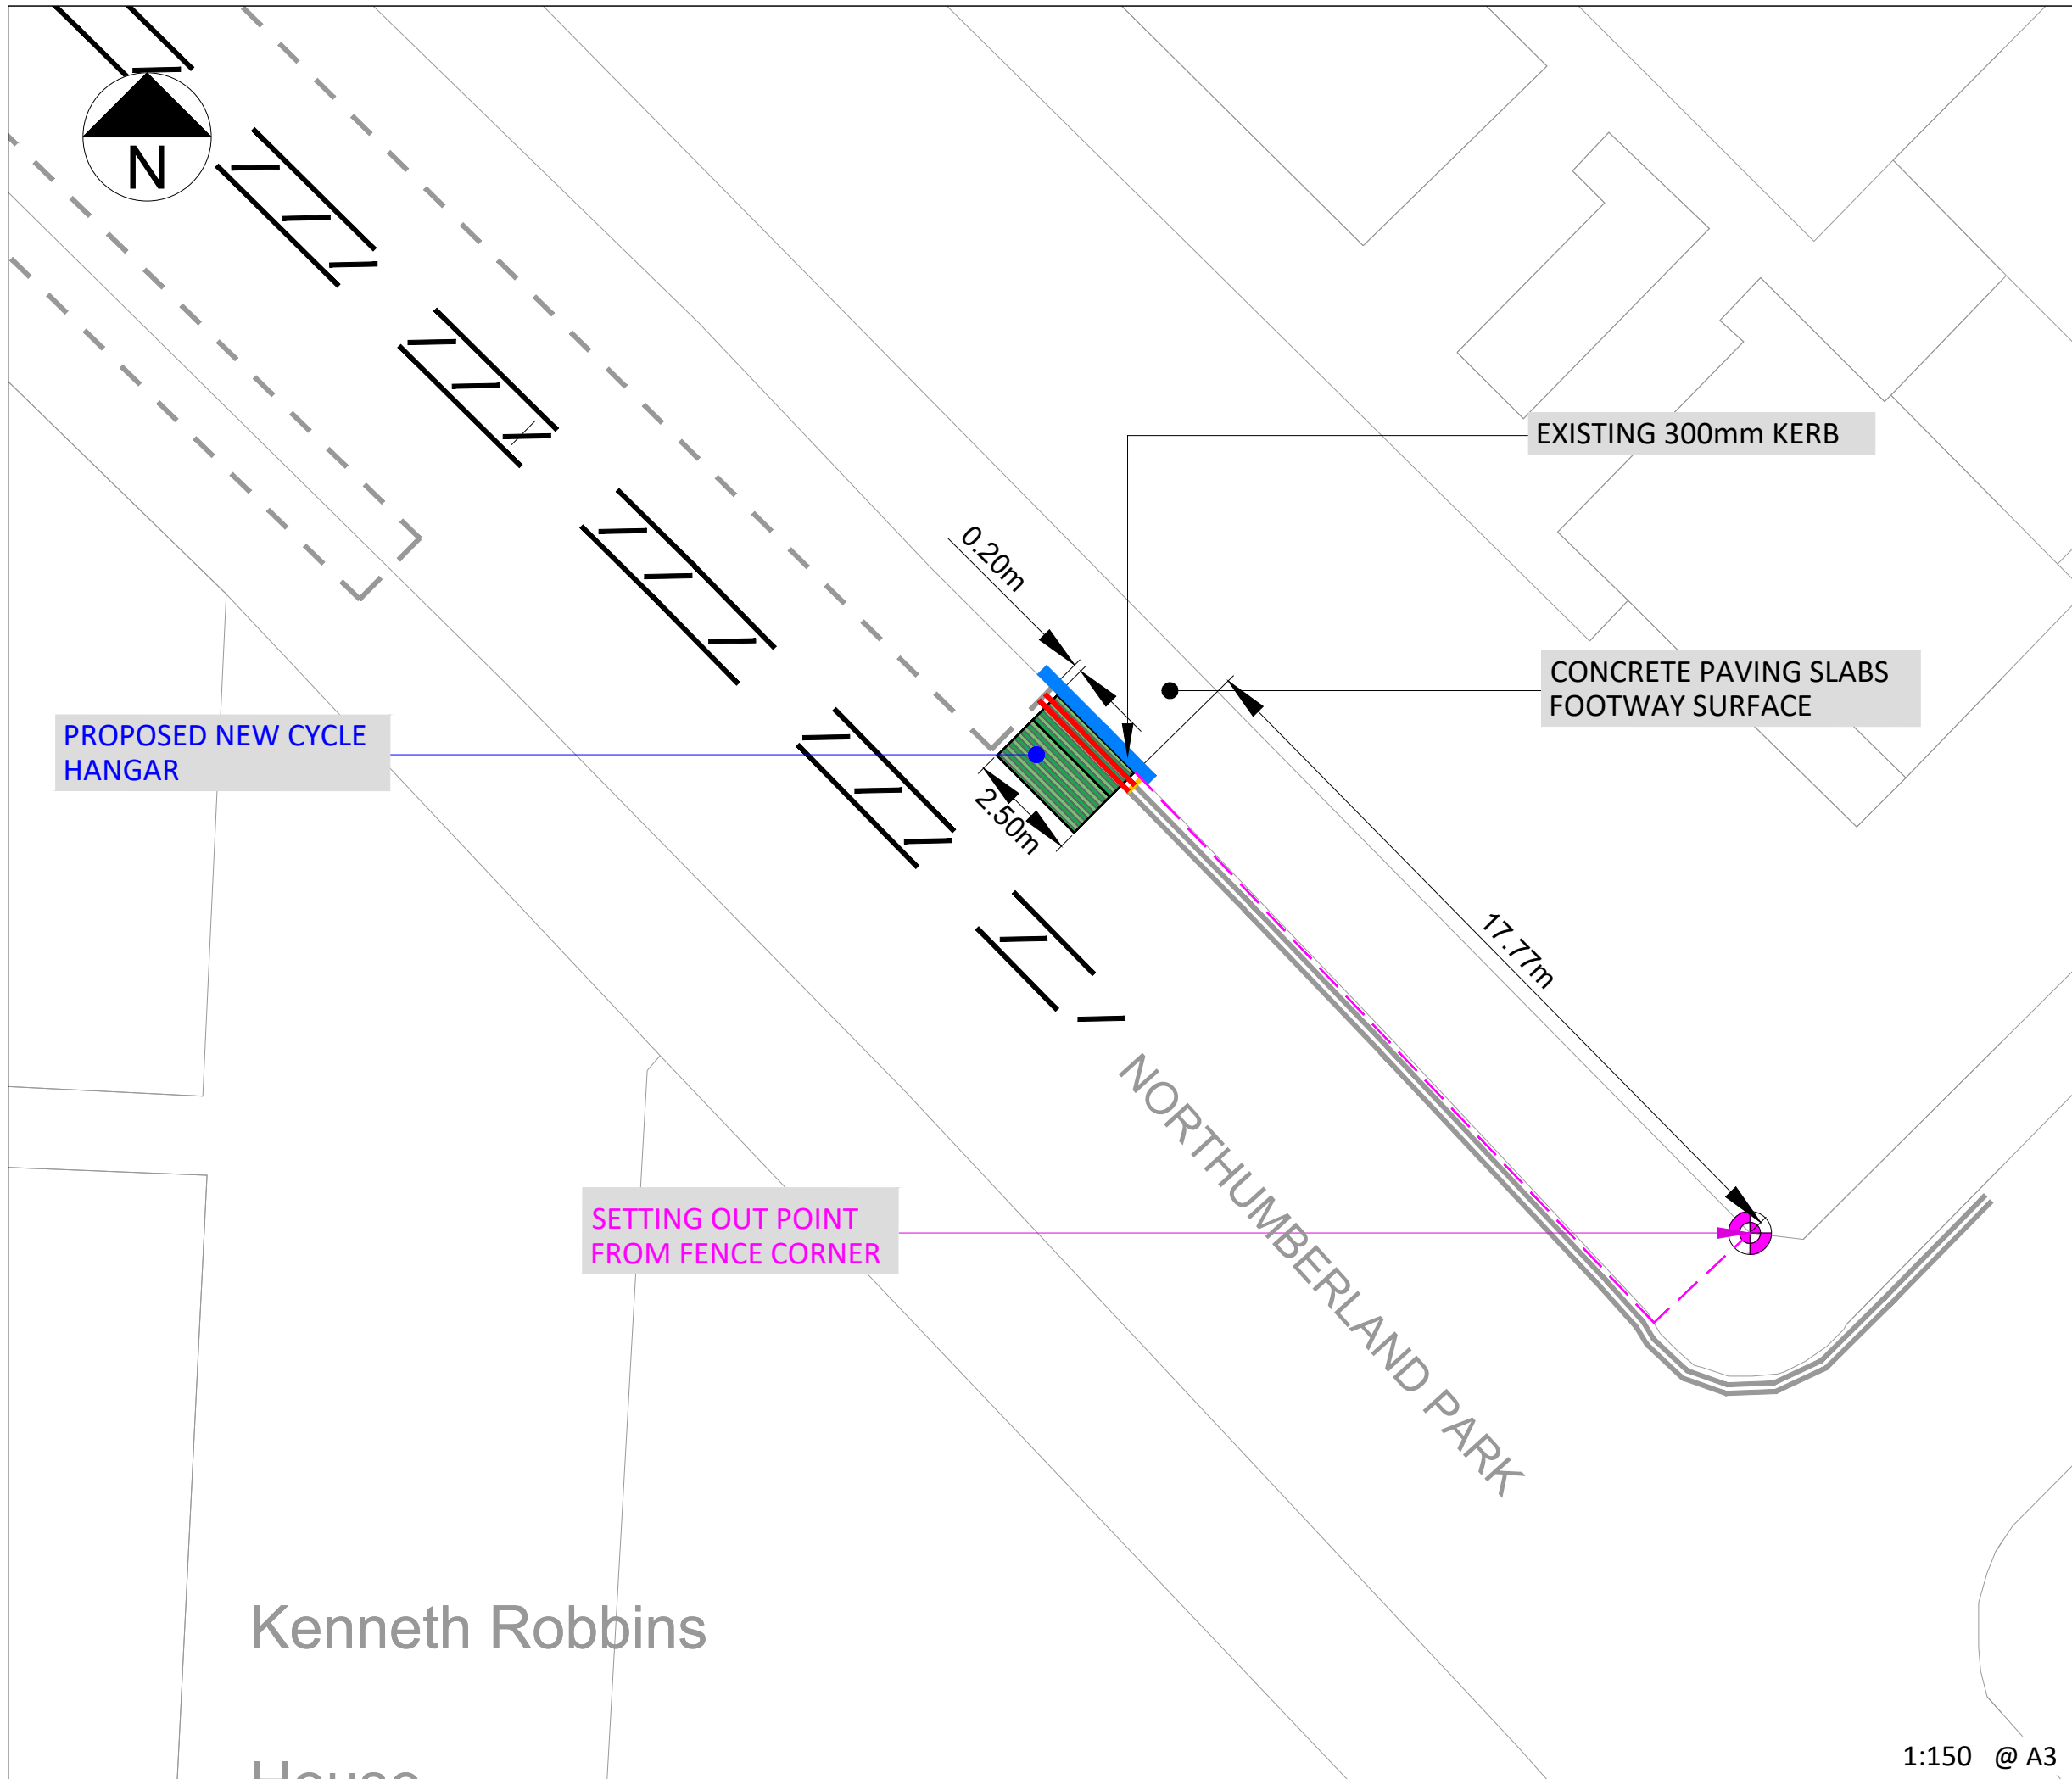 N
EXISTING 300mm KERB
0.20m
CONCRETE PAVING SLABS
FOOTWAY SURFACE
PROPOSED NEW CYCLE
HANGAR
2.50m
17.77m
NORTHUMBERLAND PARK
SETTING OUT POINT
FROM FENCE CORNER
Kenneth Robbins
House
1:150 @ A3